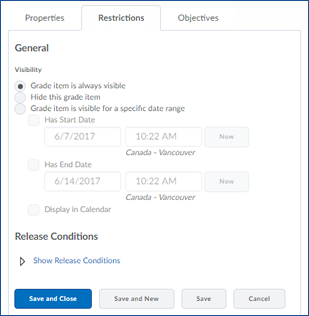 Properties Restrictions Objectives
General
Visibility
Grade item is always visible
Hide this grade item
Grade item is visible for a specific date range
Has Start Date
6/7/2017 10:22 AM Now
Canada - Vancouver
Has End Date
6/14/2017 10:22 AM Now
Canada - Vancouver
Display in Calendar
Release Conditions
Show Release Conditions
Save and Close Save and New Save Cancel